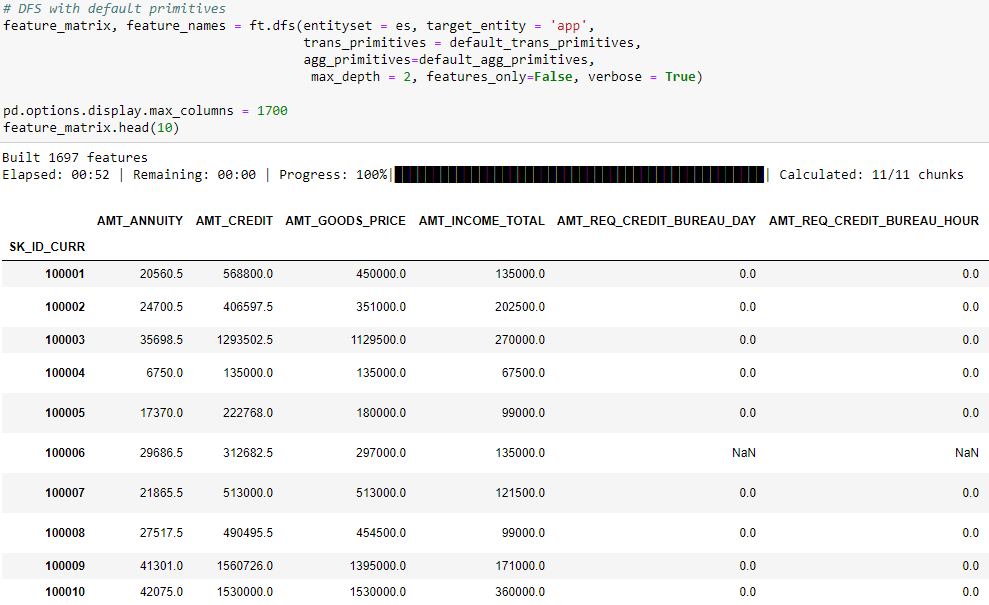 # DFS with default primitives
feature_matrix, feature_names = ft.dfs(entityset = es, target_entity = 'app',
trans_primitives = default_trans_primitives,
agg_primitives=default_agg_primitives,
max_depth = 2, features_only=False, verbose = True)
pd.options.display.max_columns = 1700
feature_matrix.head(10)
Built 1697 features
Elapsed: 00:52 | Remaining: 00:00 | Progress: 100%| | Calculated: 11/11 chunks
AMT_ANNUITY AMT_CREDIT AMT_GOODS_PRICE AMT_INCOME_TOTAL AMT_REQ_CREDIT_BUREAU_DAY AMT_REQ_CREDIT_BUREAU_HOUR
SK_ID_CURR
100001 20560.5 568800.0 450000.0 135000.0 0.0 0.0
100002 24700.5 406597.5 351000.0 202500.0 0.0 0.0
100003 35698.5 1293502.5 1129500.0 270000.0 0.0 0.0
100004 6750.0 135000.0 135000.0 67500.0 0.0 0.0
100005 17370.0 222768.0 180000.0 99000.0 0.0 0.0
100006 29686.5 312682.5 297000.0 135000.0 NaN NaN
100007 21865.5 513000.0 513000.0 121500.0 0.0 0.0
100008 27517.5 490495.5 454500.0 99000.0 0.0 0.0
100009 41301.0 1560726.0 1395000.0 171000.0 0.0 0.0
100010 42075.0 1530000.0 1530000.0 360000.0 0.0 0.0